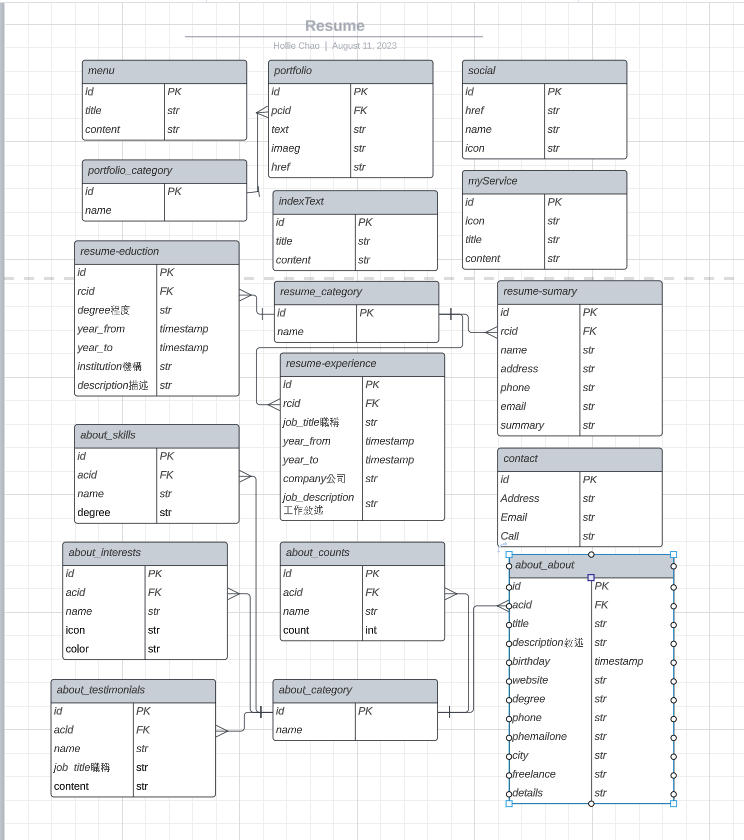 Resume
Hollie Chao | August 11, 2023
menu
id PK
title str
content str
portfolio
id PK
pcid FK
text str
imaeg str
href str
social
id PK
href str
name str
icon str
portfolio_category
id PK
name
indexText
id PK
title str
content str
myService
id PK
icon str
title str
content str
resume-eduction
id PK
rcid FK
degree程度 str
year_from timestamp
year_to timestamp
institution機構 str
description描述 str
resume_category
id PK
name
resume-sumary
id PK
rcid FK
name str
address str
phone str
email str
summary str
resume-experience
id PK
rcid FK
job_title職稱 str
year_from timestamp
year_to timestamp
company公司 str
job_description
工作敘述 str
about_skills
id PK
acid FK
name str
degree str
contact
id PK
Address str
Email str
Call str
about_interests
id PK
acid FK
name str
icon str
color str
about_counts
id PK
acid FK
name str
count int
about_about
id PK
acid FK
title str
description敘述 str
birthday timestamp
website str
degree str
phone str
phemailone str
city str
freelance str
details str
about_testimonials
id PK
acid FK
name str
job title職稱 str
content str
about_category
id PK
name